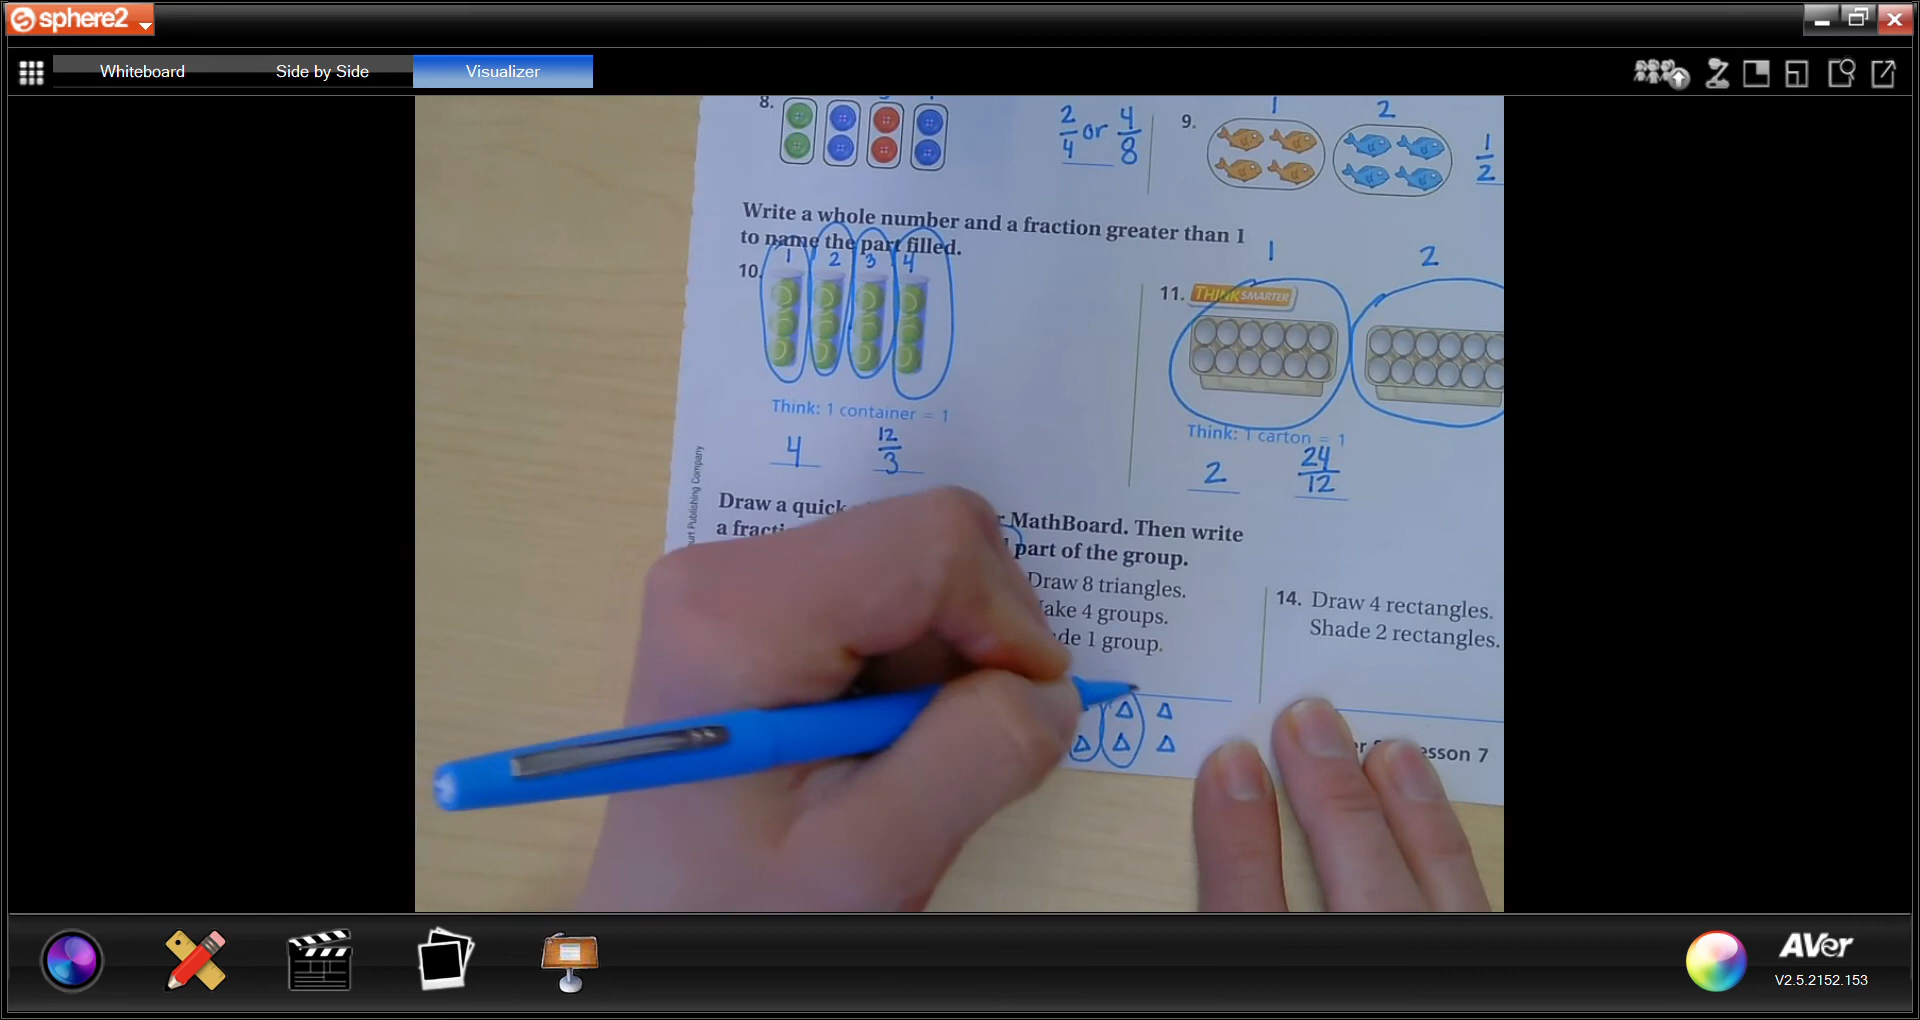 sphere2
Whiteboard
Side by Side
Visualizer
8.
2/4 or 4/8
9.
1
2
1/2
Write a whole number and a fraction greater than 1
to name the part filled.
10.
1 2 3 4
Think: 1 container = 1
4 12/3
11. THINK SMARTER
1 2
Think: 1 carton = 1
2 24/12
Publishing Company
Draw a quick
MathBoard. Then write
part of the group.
Draw 8 triangles.
4 groups.
1 group.
14. Draw 4 rectangles.
Shade 2 rectangles.
7
AVer
V2.5.2152.153